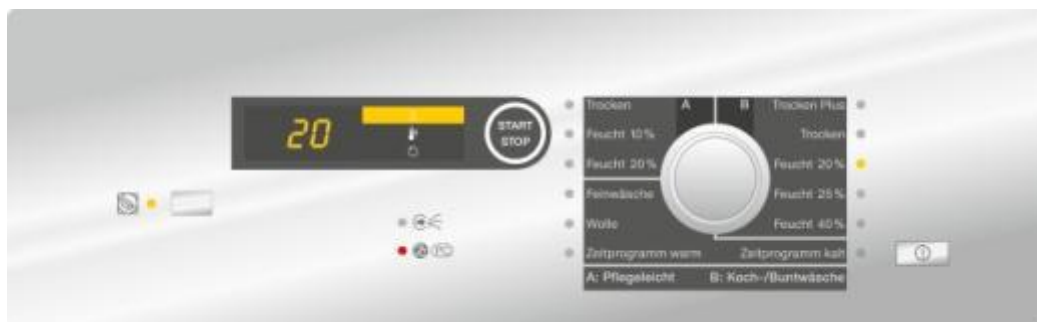 20
START
STOP
Trocken A B Trocken Plus
Feucht 10% Trocken
Feucht 20% Feucht 20%
Feinwäsche Feucht 25%
Wolle Feucht 40%
Zeitprogramm warm Zeitprogramm kalt
A: Pflegeleicht B: Koch-/Buntwäsche
PC